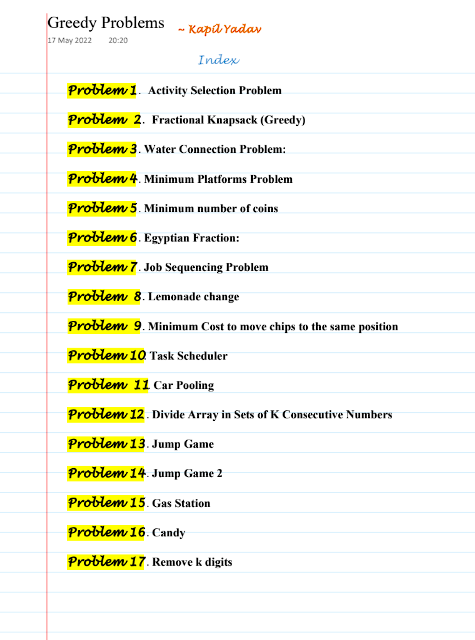 Greedy Problems ~ Kapil Yadav
17 May 2022 20:20
Index
Problem 1. Activity Selection Problem
Problem 2. Fractional Knapsack (Greedy)
Problem 3. Water Connection Problem:
Problem 4. Minimum Platforms Problem
Problem 5. Minimum number of coins
Problem 6. Egyptian Fraction:
Problem 7. Job Sequencing Problem
Problem 8. Lemonade change
Problem 9. Minimum Cost to move chips to the same position
Problem 10 Task Scheduler
Problem 11 Car Pooling
Problem 12. Divide Array in Sets of K Consecutive Numbers
Problem 13. Jump Game
Problem 14. Jump Game 2
Problem 15. Gas Station
Problem 16. Candy
Problem 17. Remove k digits